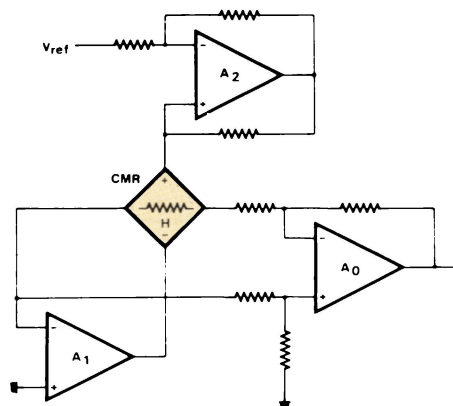 Vref
-
A2
+
CMR
+
H
-
-
A0
+
-
A1
+